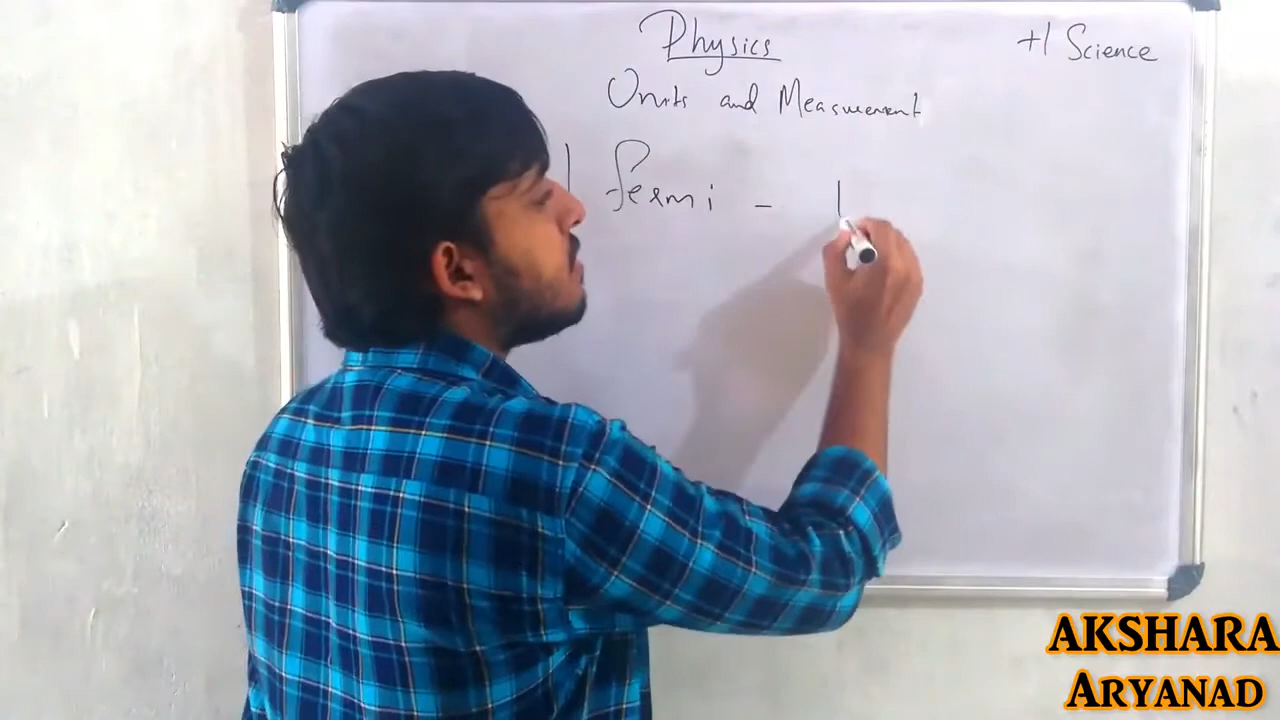 Physics
+1 Science
Units and Measurement
1 fermi - 1
AKSHARA
ARYANAD